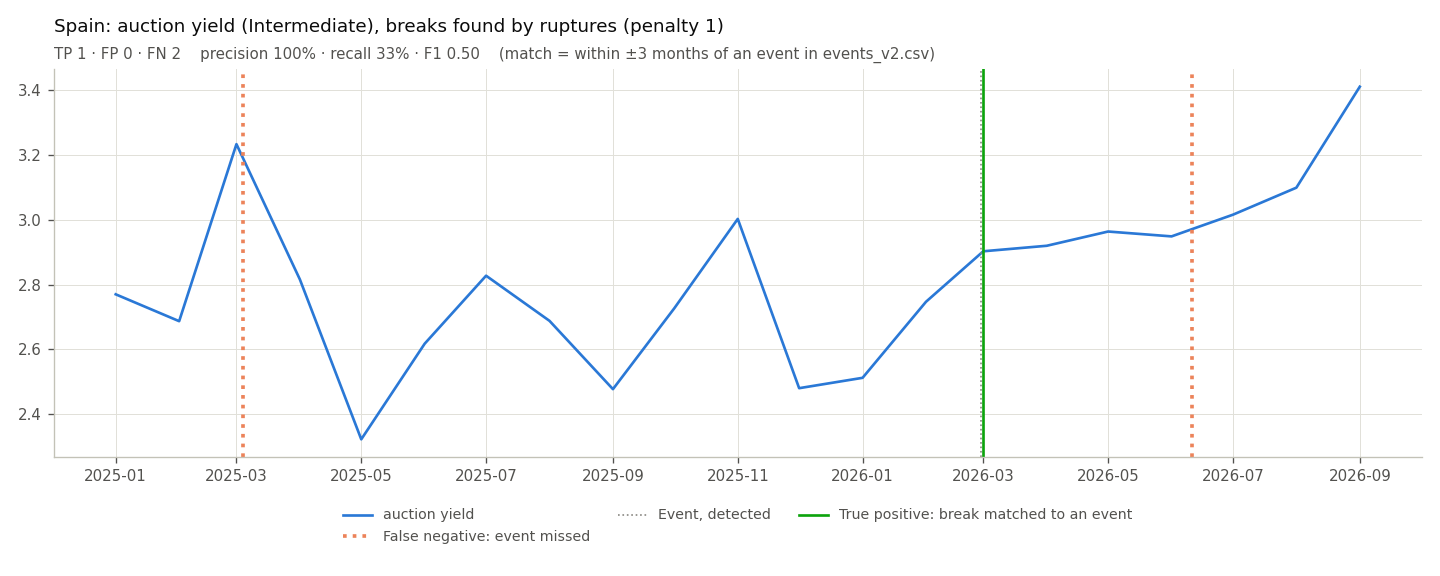 Spain: auction yield (Intermediate), breaks found by ruptures (penalty 1)
TP 1 · FP 0 · FN 2    precision 100% · recall 33% · F1 0.50    (match = within ±3 months of an event in events_v2.csv)
3.4
3.2
3.0
2.8
2.6
2.4
2025-01 2025-03 2025-05 2025-07 2025-09 2025-11 2026-01 2026-03 2026-05 2026-07 2026-09
auction yield    Event, detected    True positive: break matched to an event
False negative: event missed